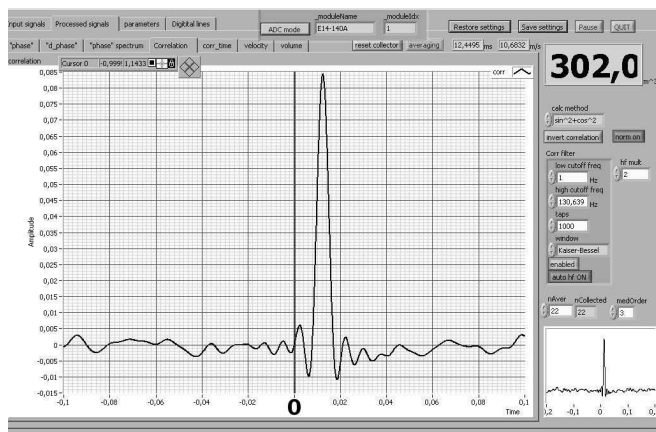 input signals Processed signals parameters Digitital lines
ADC mode
_moduleName
E14-140A
_moduleIdx
1
Restore settings Save settings Pause QUIT
"phase" "d_phase" "phase" spectrum Correlation corr_time velocity volume
reset collector averaging 12,4495 ms 10,6832 m/s
correlation
Cursor 0 -0,999 1,1433
corr
302,0 m^3
calc method
sin^2+cos^2
invert correlation norm on
Corr filter
low cutoff freq
1 Hz
hf mult
2
high cutoff freq
130,639 Hz
taps
1000
window
Kaiser-Bessel
enabled
auto hf ON
nAver nCollected medOrder
22 22 3
Amplitude
0,085
0,08
0,075
0,07
0,065
0,06
0,055
0,05
0,045
0,04
0,035
0,03
0,025
0,02
0,015
0,01
0,005
0
-0,005
-0,01
-0,015
-0,1 -0,08 -0,06 -0,04 -0,02 0 0,02 0,04 0,06 0,08 0,1
Time
-0,1 0 0,1